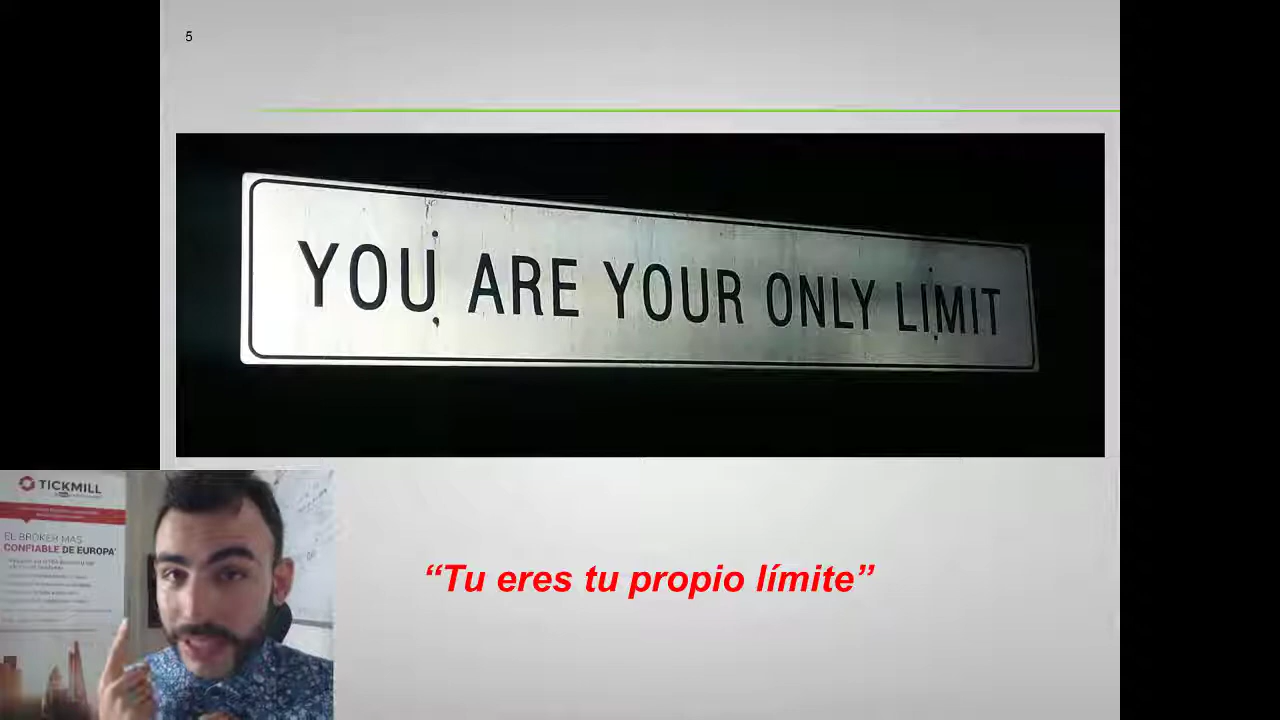 5
YOU ARE YOUR ONLY LIMIT
TICKMILL
EL BRÓKER MÁS
CONFIABLE DE EUROPA
“Tu eres tu propio límite”